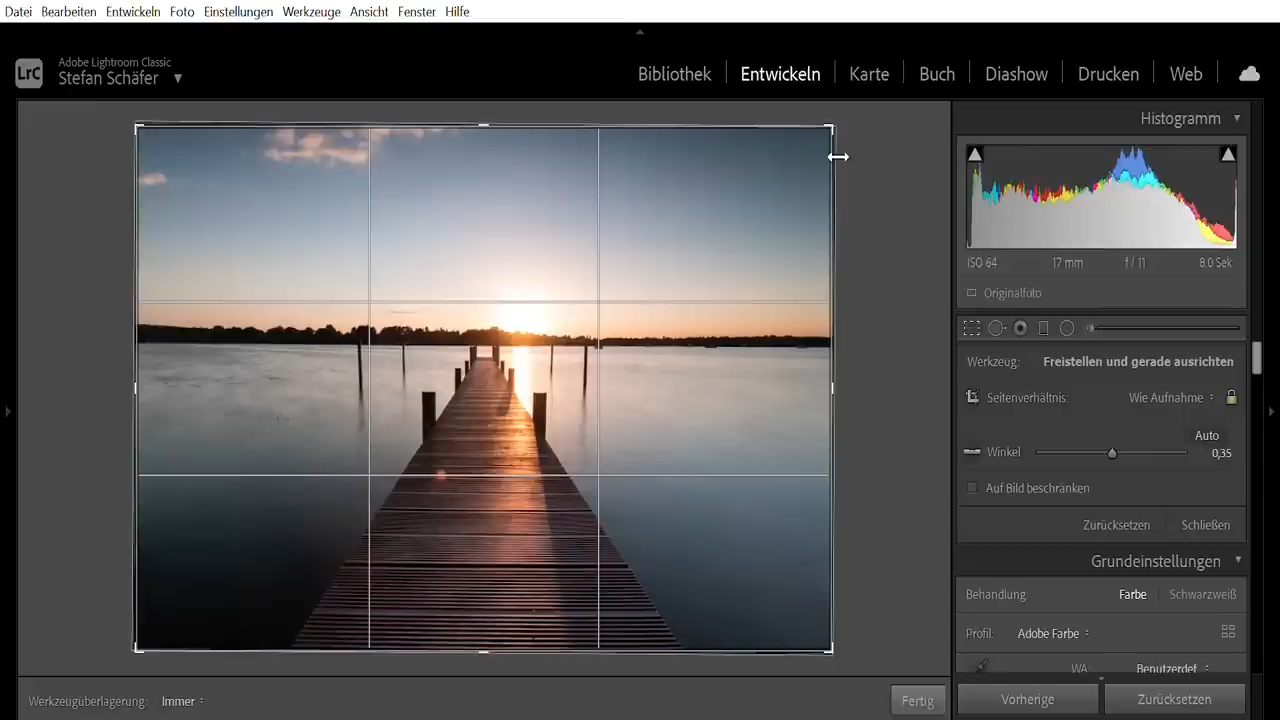 Datei Bearbeiten Entwickeln Foto Einstellungen Werkzeuge Ansicht Fenster Hilfe
LrC
Adobe Lightroom Classic
Stefan Schäfer
Bibliothek Entwickeln Karte Buch Diashow Drucken Web
Histogramm
ISO 64 17 mm f / 11 8,0 Sek
Originalfoto
Werkzeug: Freistellen und gerade ausrichten
Seitenverhältnis: Wie Aufnahme
Auto
Winkel 0,35
Auf Bild beschränken
Zurücksetzen Schließen
Grundeinstellungen
Behandlung: Farbe Schwarzweiß
Profil: Adobe Farbe
WA: Benutzerdef.
Werkzeugüberlagerung: Immer Fertig Vorherige Zurücksetzen